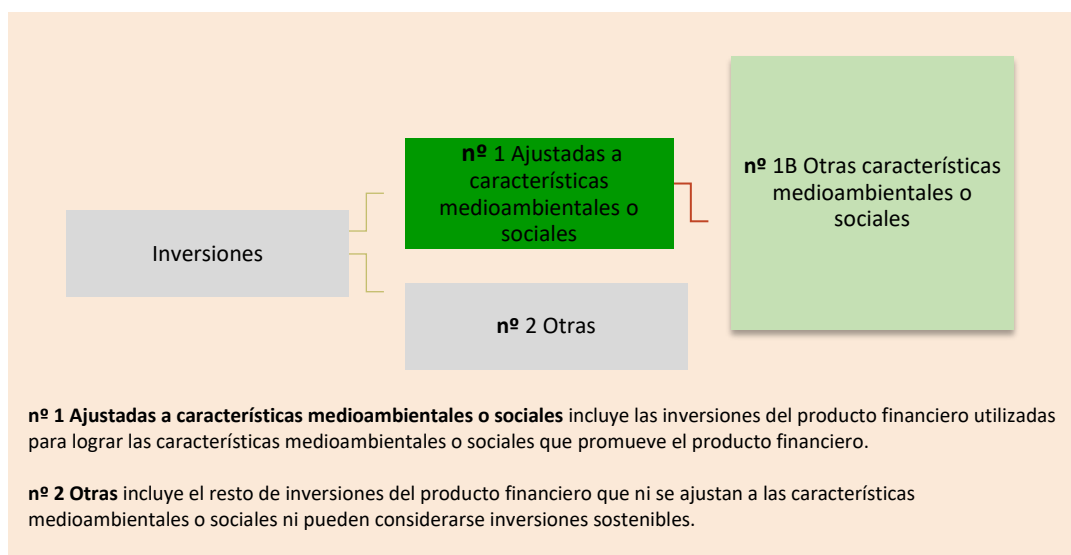 nº 1 Ajustadas a
características
medioambientales o
sociales
nº 1B Otras características
medioambientales o
sociales
Inversiones
nº 2 Otras
nº 1 Ajustadas a características medioambientales o sociales incluye las inversiones del producto financiero utilizadas
para lograr las características medioambientales o sociales que promueve el producto financiero.
nº 2 Otras incluye el resto de inversiones del producto financiero que ni se ajustan a las características
medioambientales o sociales ni pueden considerarse inversiones sostenibles.